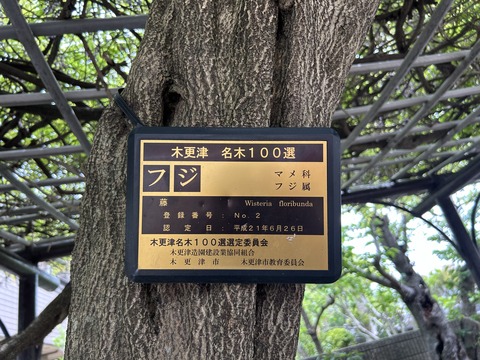 木更津 名木100選
フジ
マメ科
フジ属
藤 Wisteria floribunda
登録番号 : No.2
認定日 : 平成21年6月26日
木更津名木100選選定委員会
木更津造園建設業協同組合
木更津市 木更津市教育委員会